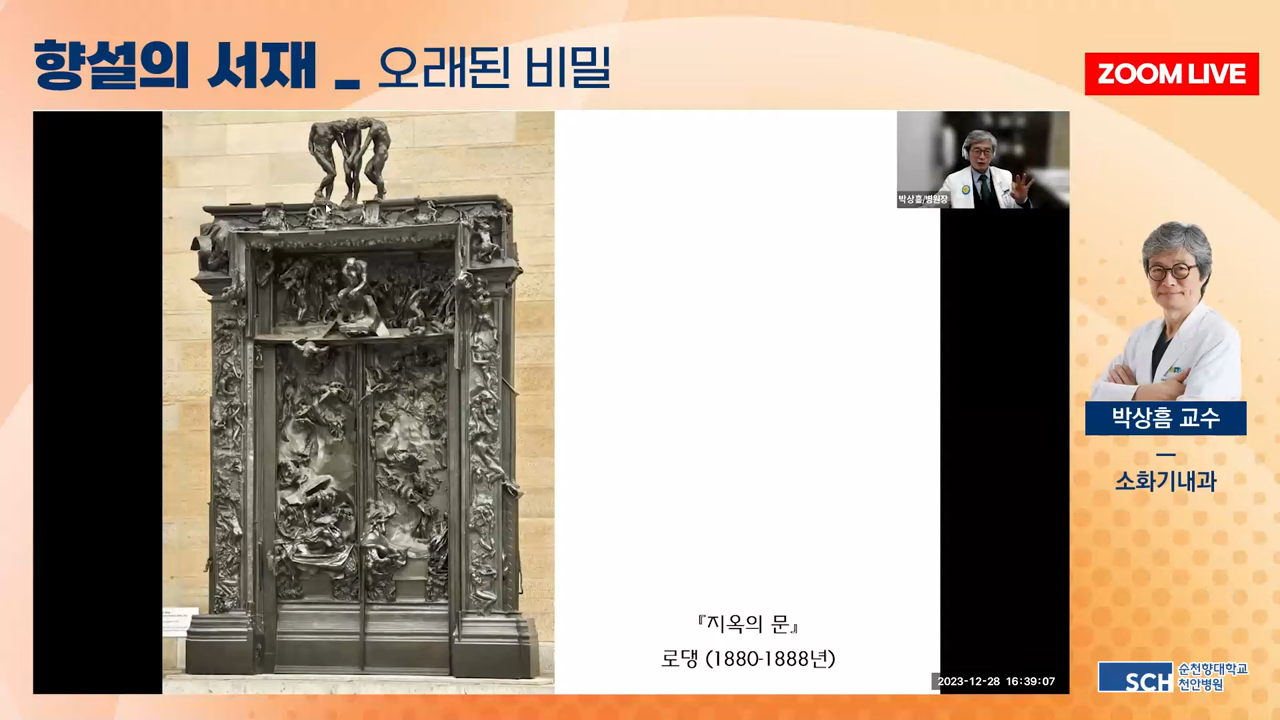 향설의 서재 _ 오래된 비밀
ZOOM LIVE
박상흠/병원장
박상흠 교수
소화기내과
『지옥의 문』
로댕 (1880-1888년)
2023-12-28 16:39:07
SCH 순천향대학교
천안병원